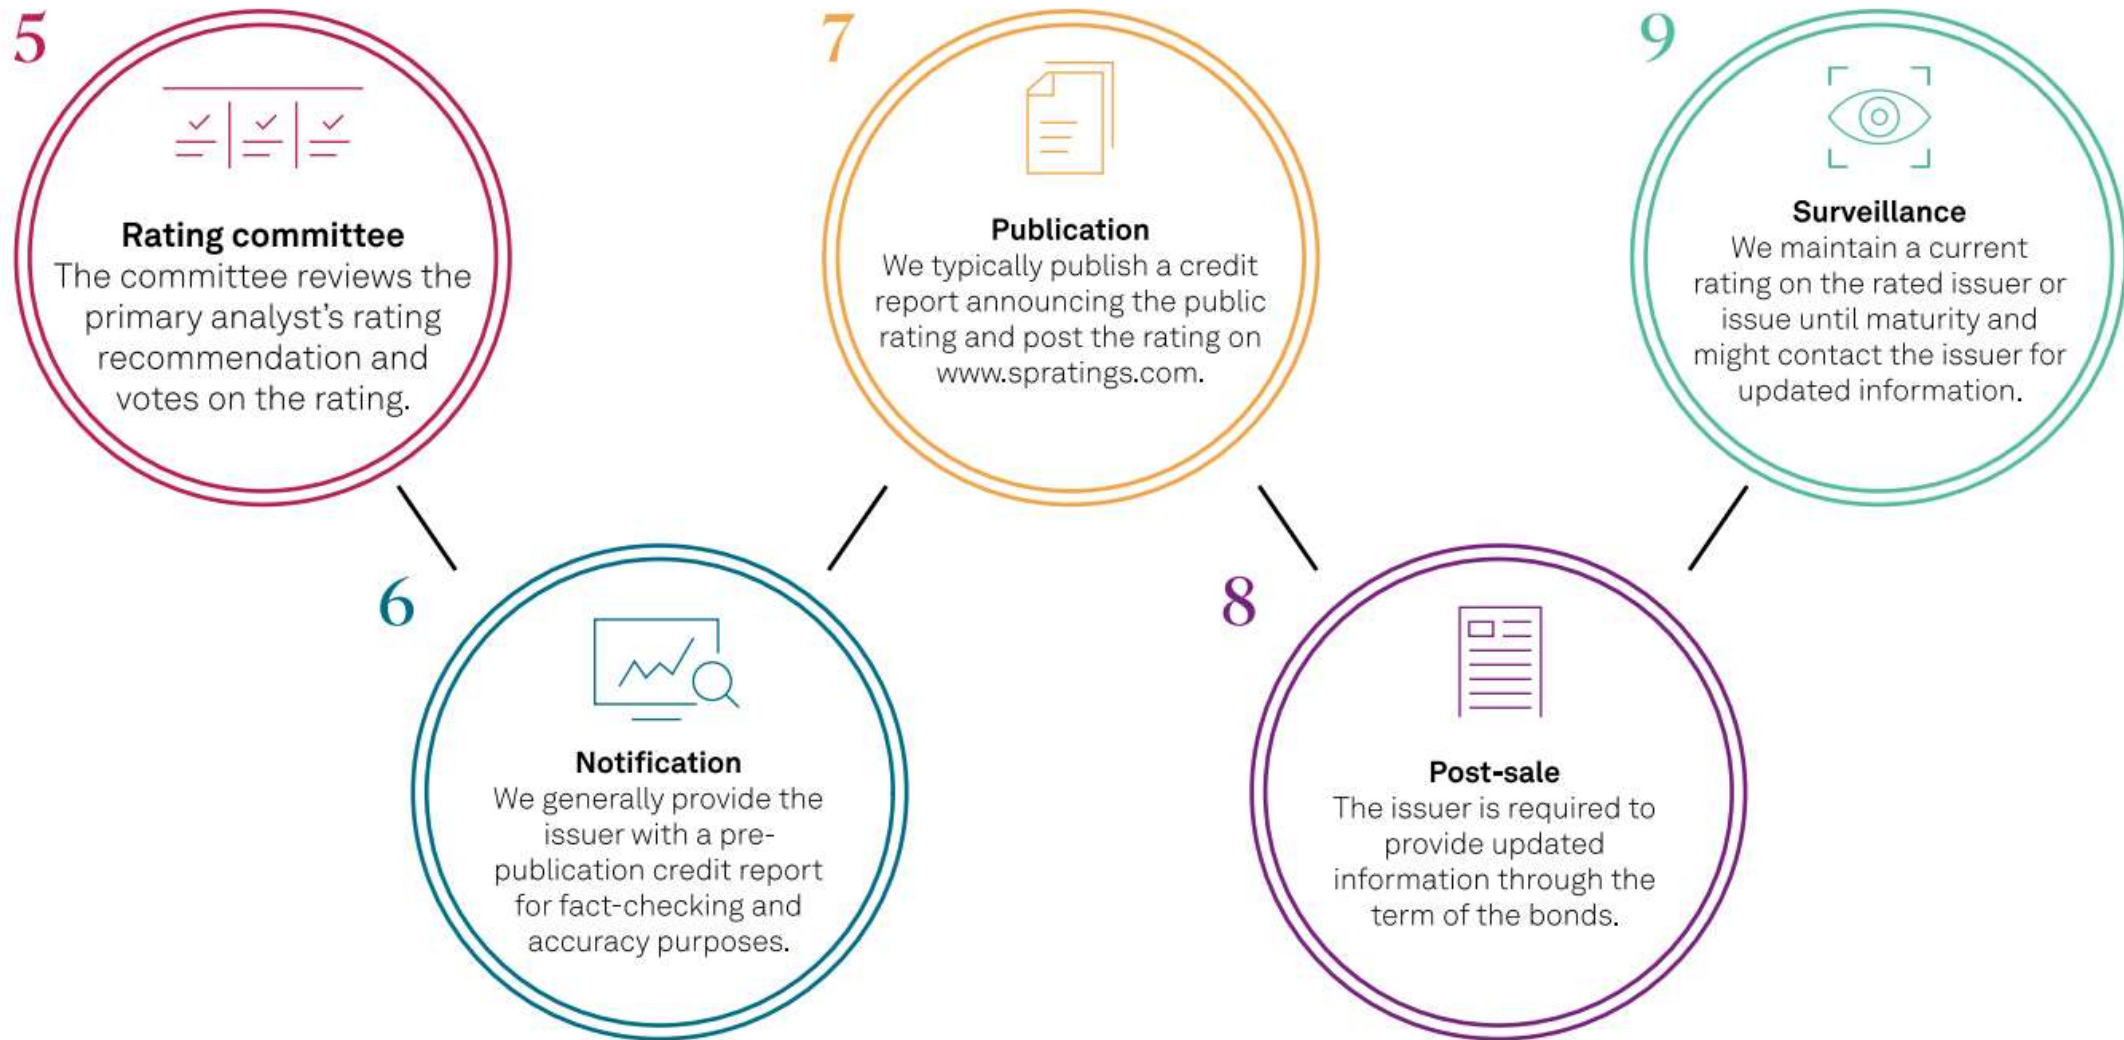 5
Rating committee
The committee reviews the
primary analyst’s rating
recommendation and
votes on the rating.
6
Notification
We generally provide the
issuer with a pre-
publication credit report
for fact-checking and
accuracy purposes.
7
Publication
We typically publish a credit
report announcing the public
rating and post the rating on
www.spratings.com.
8
Post-sale
The issuer is required to
provide updated
information through the
term of the bonds.
9
Surveillance
We maintain a current
rating on the rated issuer or
issue until maturity and
might contact the issuer for
updated information.